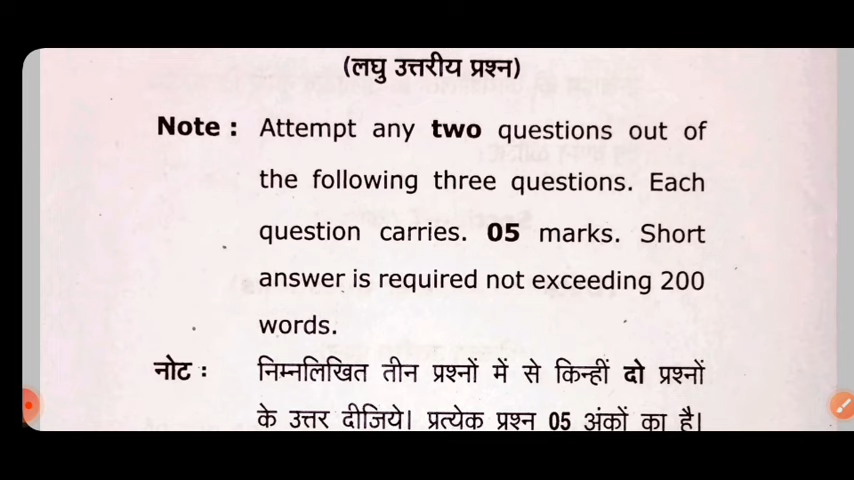 (लघु उत्तरीय प्रश्न)
Note : Attempt any two questions out of
the following three questions. Each
question carries. 05 marks. Short
answer is required not exceeding 200
words.
नोट : निम्नलिखित तीन प्रश्नों में से किन्हीं दो प्रश्नों
के उत्तर दीजिये। प्रत्येक प्रश्न 05 अंकों का है।